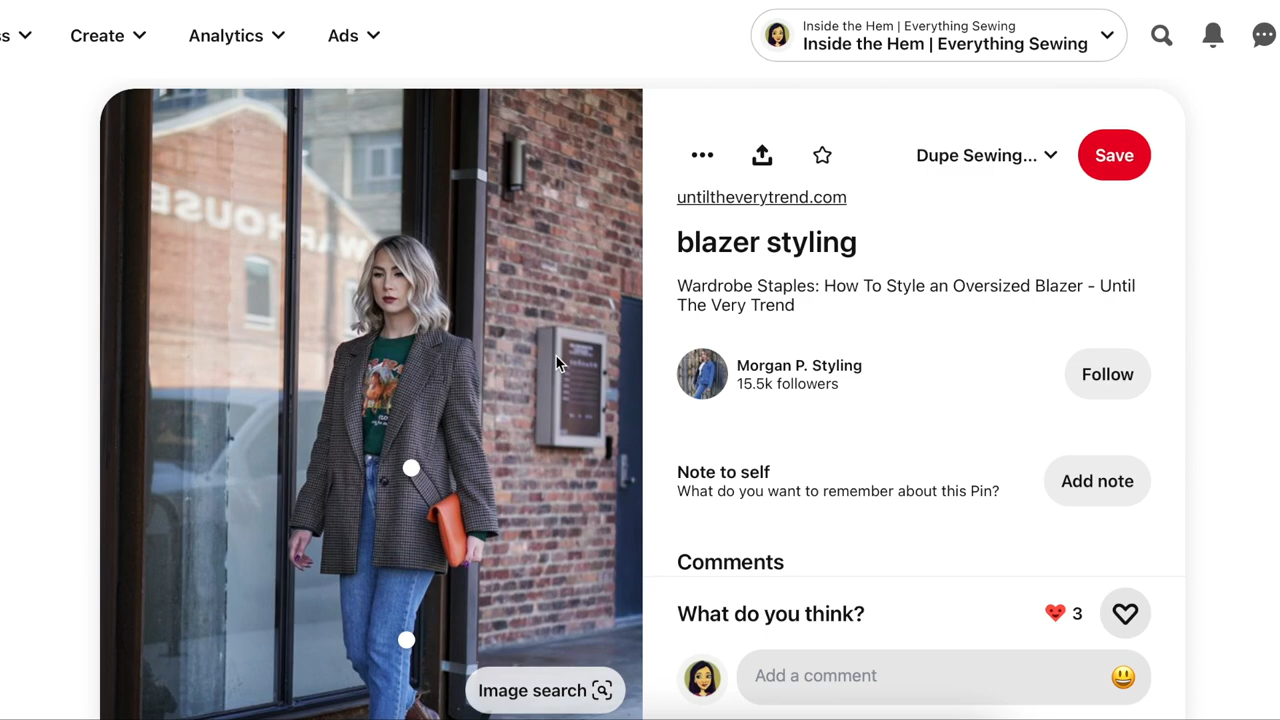 ss
Create
Analytics
Ads
Inside the Hem | Everything Sewing
Inside the Hem | Everything Sewing
WAREHOUSE
Dupe Sewing...
Save
untiltheverytrend.com
blazer styling
Wardrobe Staples: How To Style an Oversized Blazer - Until
The Very Trend
Morgan P. Styling
15.5k followers
Follow
Note to self
What do you want to remember about this Pin?
Add note
Comments
What do you think?
3
Add a comment
Image search